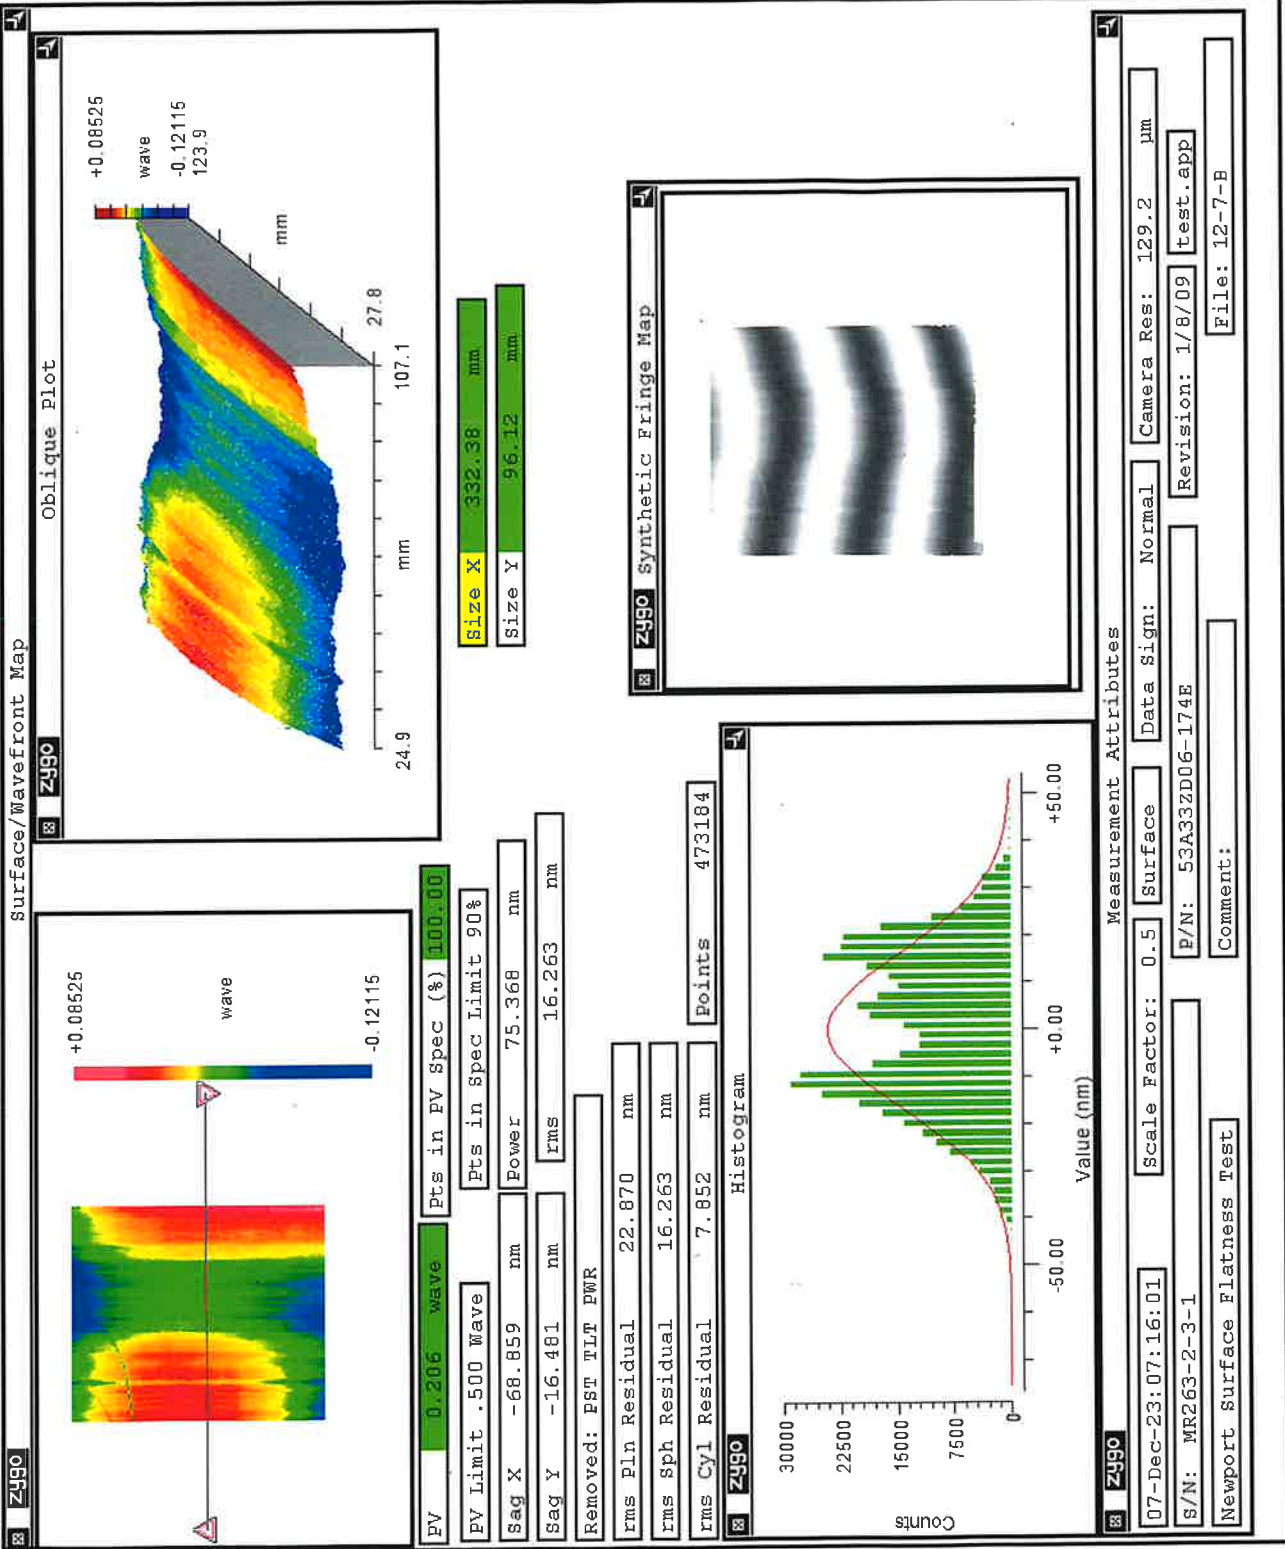 Surface/Wavefront Map
zygo
+0.08525
wave
-0.12115
zygo
Oblique Plot
+0.08525
wave
-0.12115
123.9
mm
27.8
107.1
mm
24.9
PV 0.206 wave
Pts in PV Spec (%) 100.00
PV Limit .500 Wave
Pts in Spec Limit 90%
Sag X -68.859 nm
Power 75.368 nm
Sag Y -16.481 nm
rms 16.263 nm
Removed: PST TLT PWR
rms Pln Residual 22.870 nm
rms Sph Residual 16.263 nm
rms Cyl Residual 7.852 nm
Points 473184
Size X 332.38 mm
Size Y 96.12 mm
zygo
Histogram
30000
22500
15000
7500
0
Counts
-50.00
+0.00
+50.00
Value (nm)
zygo Synthetic Fringe Map
zygo
Measurement Attributes
07-Dec-23:07:16:01
Scale Factor: 0.5
Surface
Data Sign: Normal
Camera Res: 129.2 µm
S/N: MR263-2-3-1
P/N: 53A33ZD06-174E
Revision: 1/8/09
test.app
Newport Surface Flatness Test
Comment:
File: 12-7-B